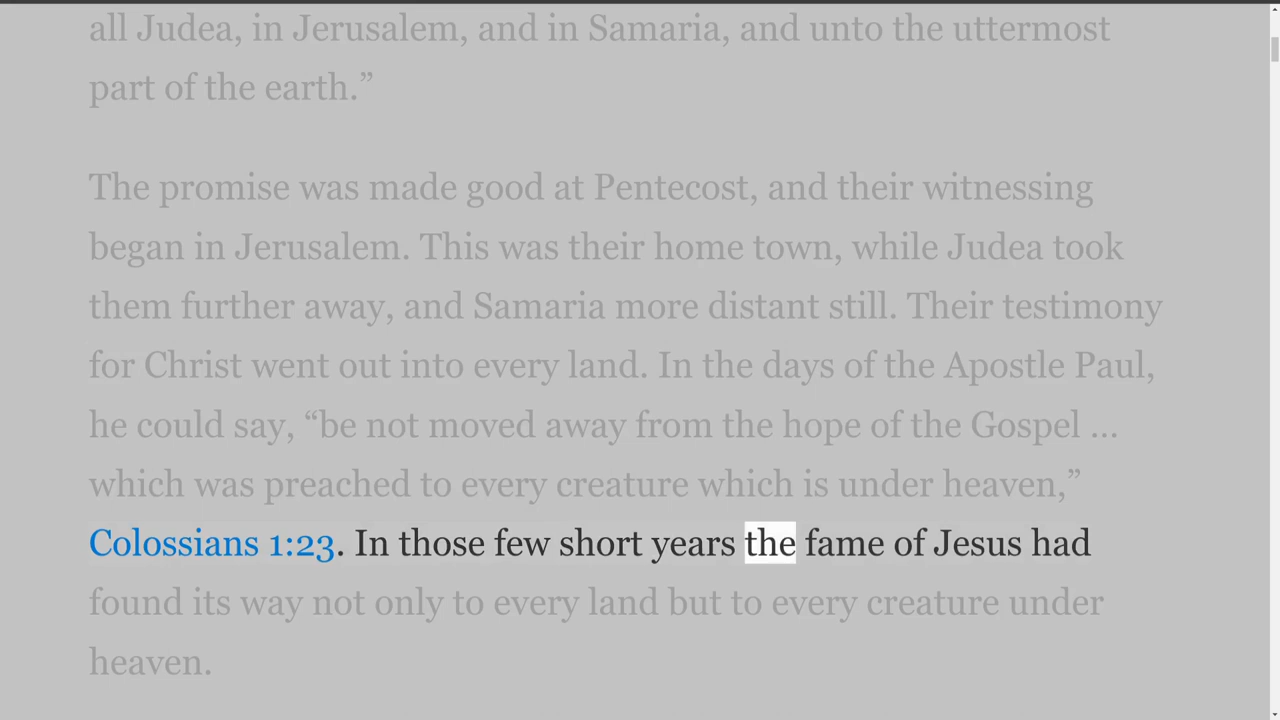 all Judea, in Jerusalem, and in Samaria, and unto the uttermost
part of the earth.”
The promise was made good at Pentecost, and their witnessing
began in Jerusalem. This was their home town, while Judea took
them further away, and Samaria more distant still. Their testimony
for Christ went out into every land. In the days of the Apostle Paul,
he could say, “be not moved away from the hope of the Gospel ...
which was preached to every creature which is under heaven,”
Colossians 1:23. In those few short years the fame of Jesus had
found its way not only to every land but to every creature under
heaven.